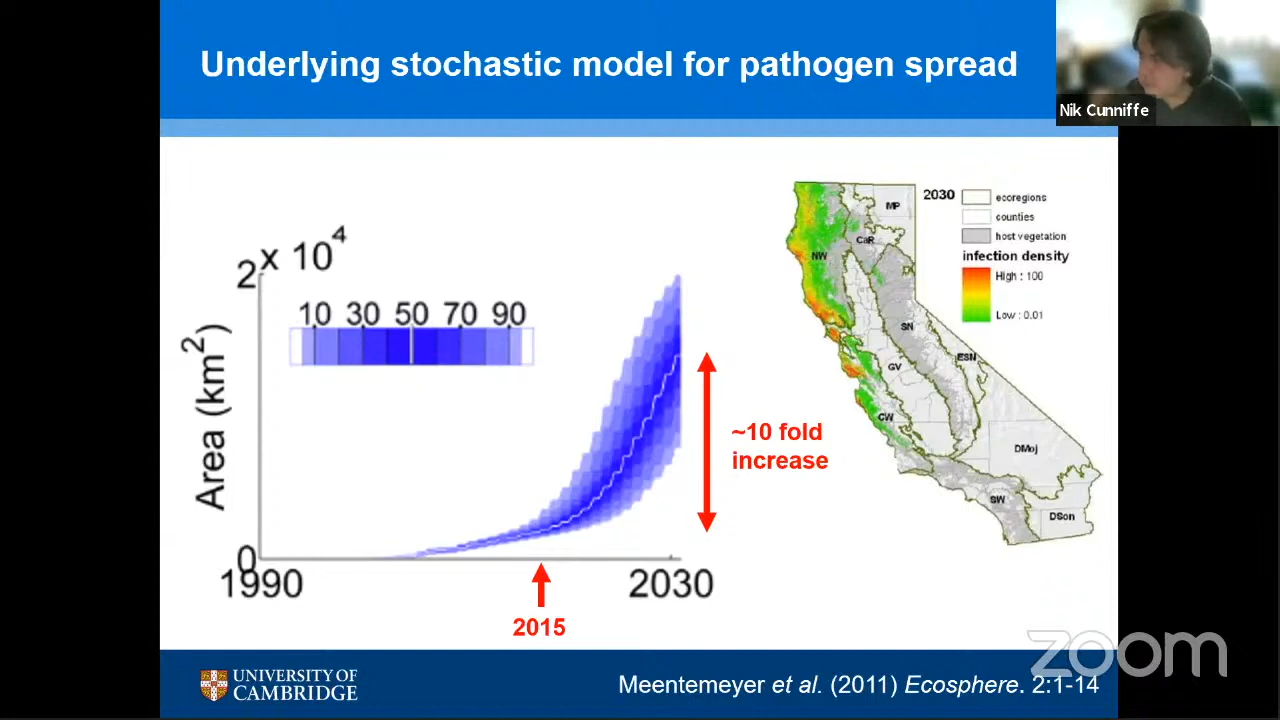 Underlying stochastic model for pathogen spread
Nik Cunniffe
x 10^4
2
10 30 50 70 90
Area (km²)
0
1990
2030
2015
~10 fold
increase
2030
ecoregions
counties
host vegetation
infection density
High : 100
Low : 0.01
MP
CaR
NW
SN
ESN
GV
CW
DMoj
SW
DSon
UNIVERSITY OF
CAMBRIDGE
Meentemeyer et al. (2011) Ecosphere. 2:1-14
zoom